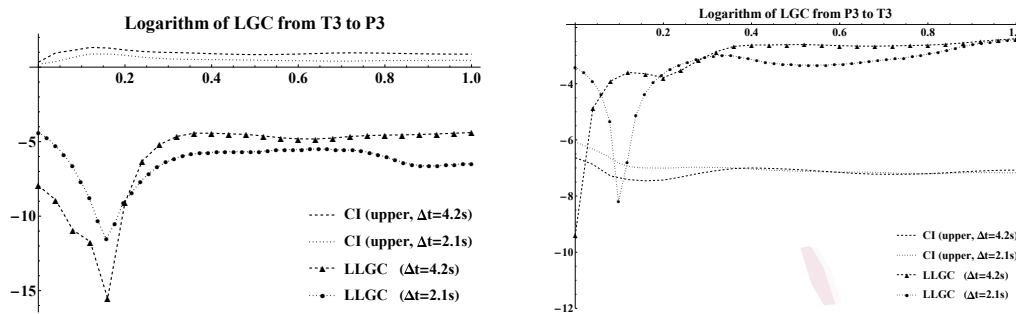 Logarithm of LGC from T3 to P3
0.2 0.4 0.6 0.8 1.0
-5
-10
-15
CI (upper, Δt=4.2s)
CI (upper, Δt=2.1s)
LLGC (Δt=4.2s)
LLGC (Δt=2.1s)
Logarithm of LGC from P3 to T3
0.2 0.4 0.6 0.8 1.
-4
-6
-8
-10
-12
CI (upper, Δt=4.2s)
CI (upper, Δt=2.1s)
LLGC (Δt=4.2s)
LLGC (Δt=2.1s)